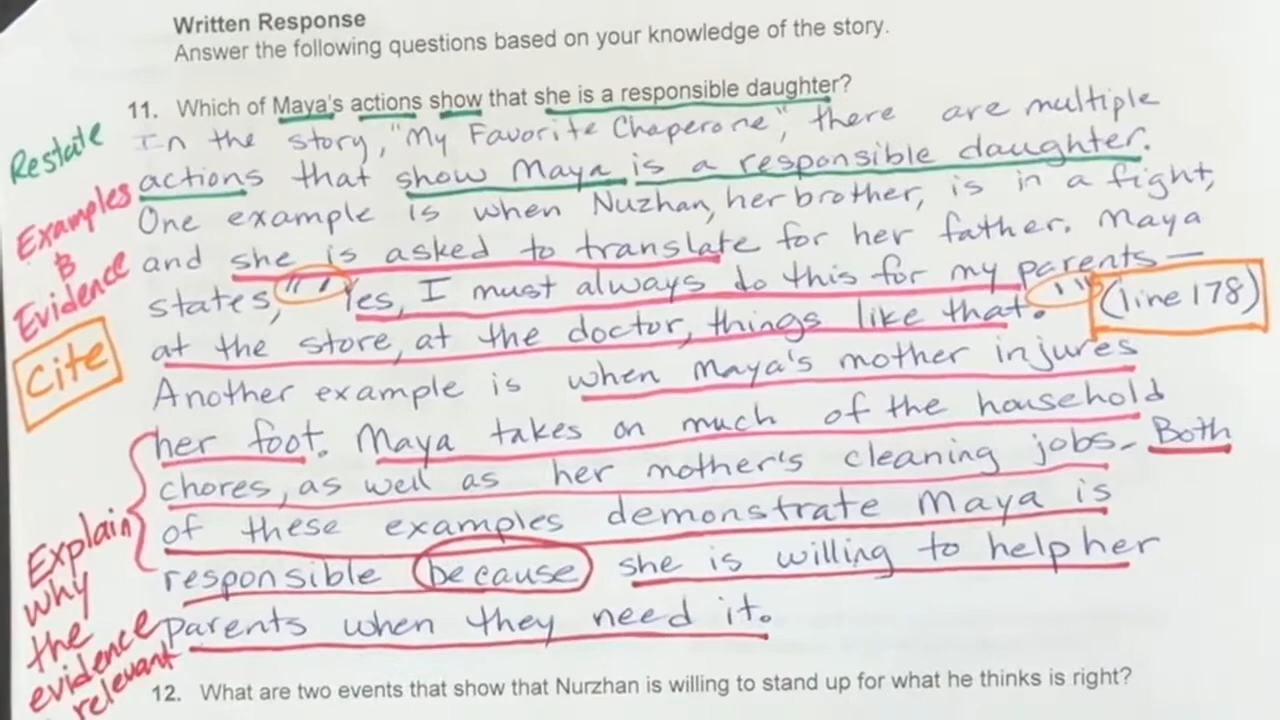 Written Response
Answer the following questions based on your knowledge of the story.
11. Which of Maya's actions show that she is a responsible daughter?
Restate
In the story, "My Favorite Chaperone", there are multiple
actions that show Maya is a responsible daughter.
Examples
&
Evidence
One example is when Nuzhan, her brother, is in a fight,
and she is asked to translate for her father. Maya
states, "'Yes, I must always do this for my parents —
at the store, at the doctor, things like that.'" (line 178)
Cite
Another example is when Maya's mother injures
her foot. Maya takes on much of the household
chores, as well as her mother's cleaning jobs. Both
of these examples demonstrate Maya is
responsible because she is willing to help her
parents when they need it.
Explain
why
the
evidence
relevant
12. What are two events that show that Nurzhan is willing to stand up for what he thinks is right?